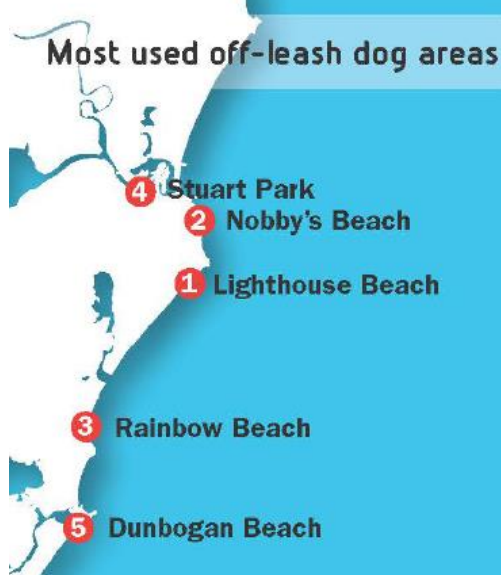 Most used off-leash dog areas
4 Stuart Park
2 Nobby's Beach
1 Lighthouse Beach
3 Rainbow Beach
5 Dunbogan Beach